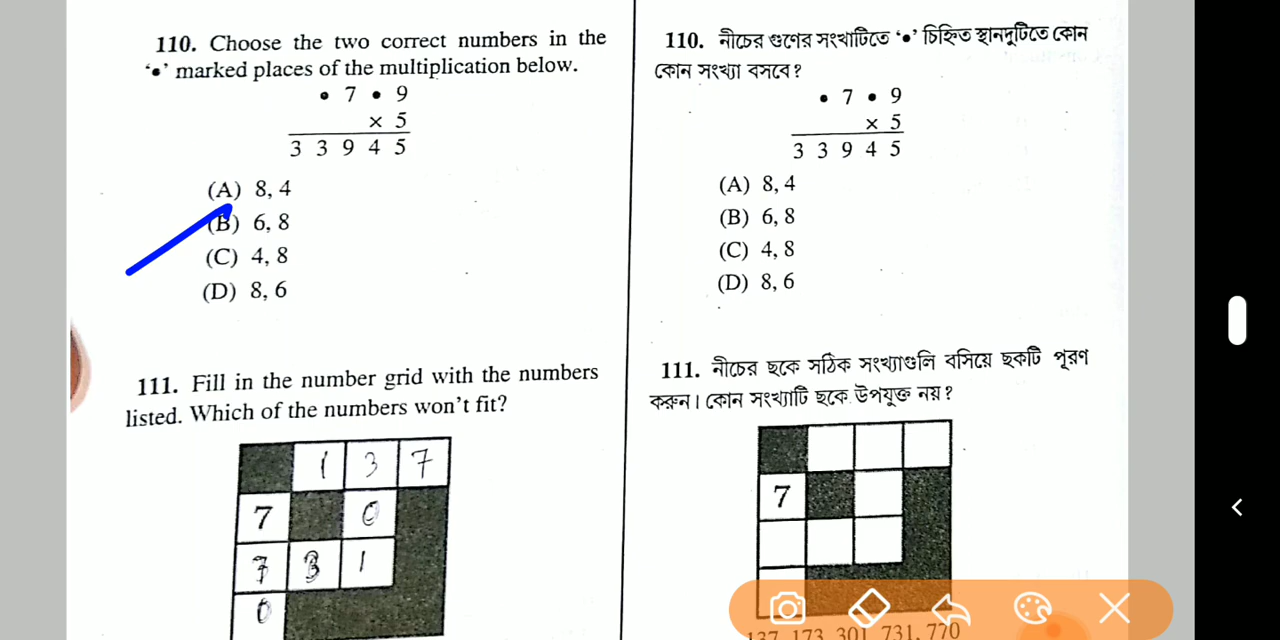 110. Choose the two correct numbers in the
‘•’ marked places of the multiplication below.
• 7 • 9
× 5
3 3 9 4 5
(A) 8, 4
(B) 6, 8
(C) 4, 8
(D) 8, 6
111. Fill in the number grid with the numbers
listed. Which of the numbers won't fit?
1 3 7
7 0
7 3 1
0
110. নীচের গুণের সংখ্যাটিতে ‘•’ চিহ্নিত স্থানদুটিতে কোন
কোন সংখ্যা বসবে?
• 7 • 9
× 5
3 3 9 4 5
(A) 8, 4
(B) 6, 8
(C) 4, 8
(D) 8, 6
111. নীচের ছকে সঠিক সংখ্যাগুলি বসিয়ে ছকটি পূরণ
করুন। কোন সংখ্যাটি ছকে উপযুক্ত নয়?
7
137, 173, 301, 731, 770